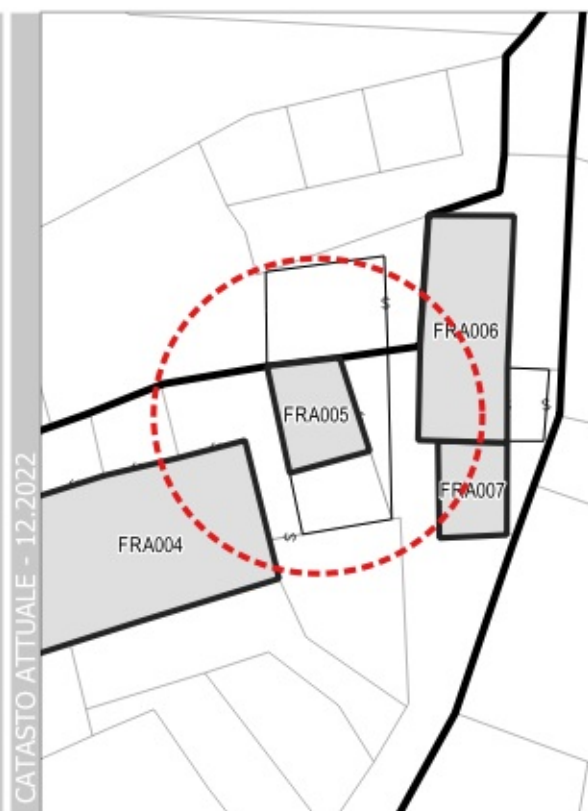 CATASTO ATTUALE - 12.2022
FRA006
FRA005
FRA007
FRA004
S
S
S